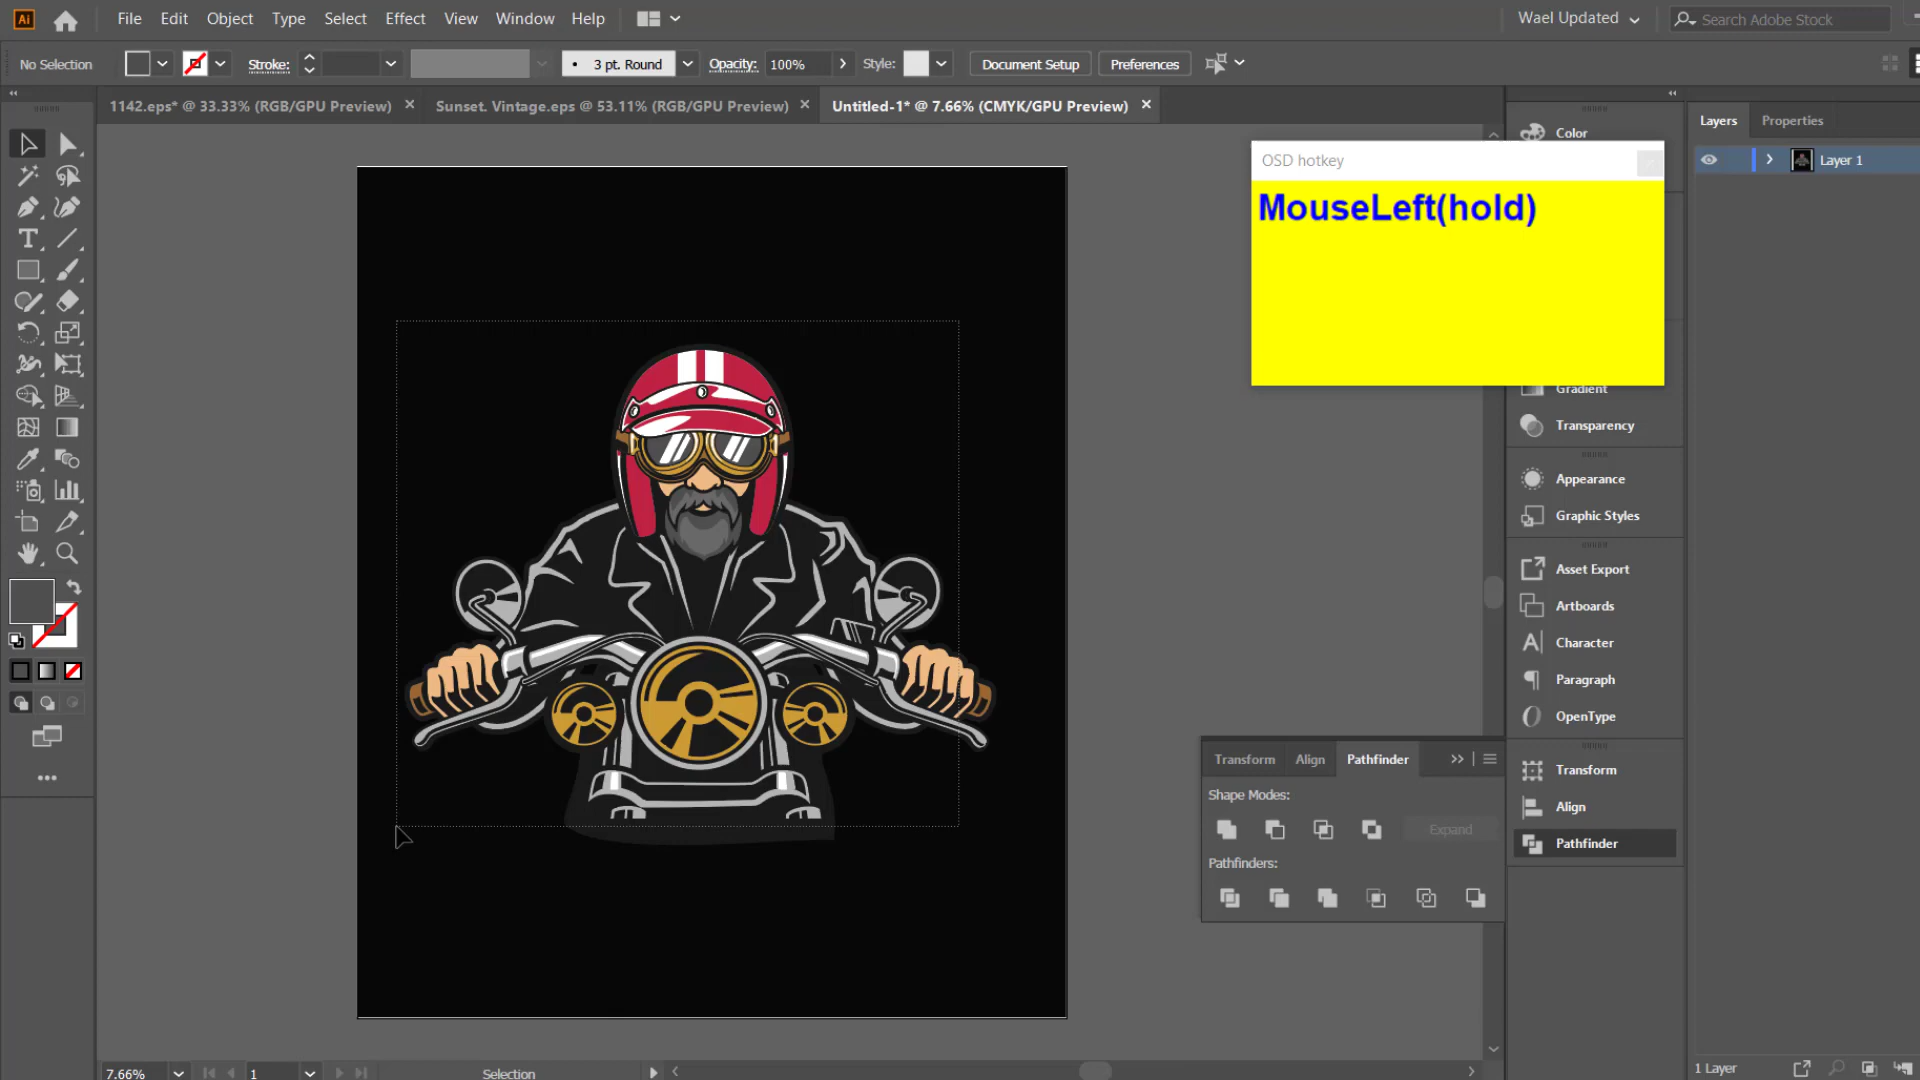 Ai File Edit Object Type Select Effect View Window Help
Wael Updated
Search Adobe Stock
No Selection
Stroke:
3 pt. Round
Opacity: 100%
Style:
Document Setup
Preferences
1142.eps* @ 33.33% (RGB/GPU Preview)
Sunset. Vintage.eps @ 53.11% (RGB/GPU Preview)
Untitled-1* @ 7.66% (CMYK/GPU Preview)
Layers
Properties
Color
Layer 1
OSD hotkey
MouseLeft(hold)
Gradient
Transparency
Appearance
Graphic Styles
Asset Export
Artboards
Character
Paragraph
OpenType
Transform
Align
Pathfinder
Transform
Align
Pathfinder
Shape Modes:
Expand
Pathfinders:
7.66%
1
Selection
1 Layer